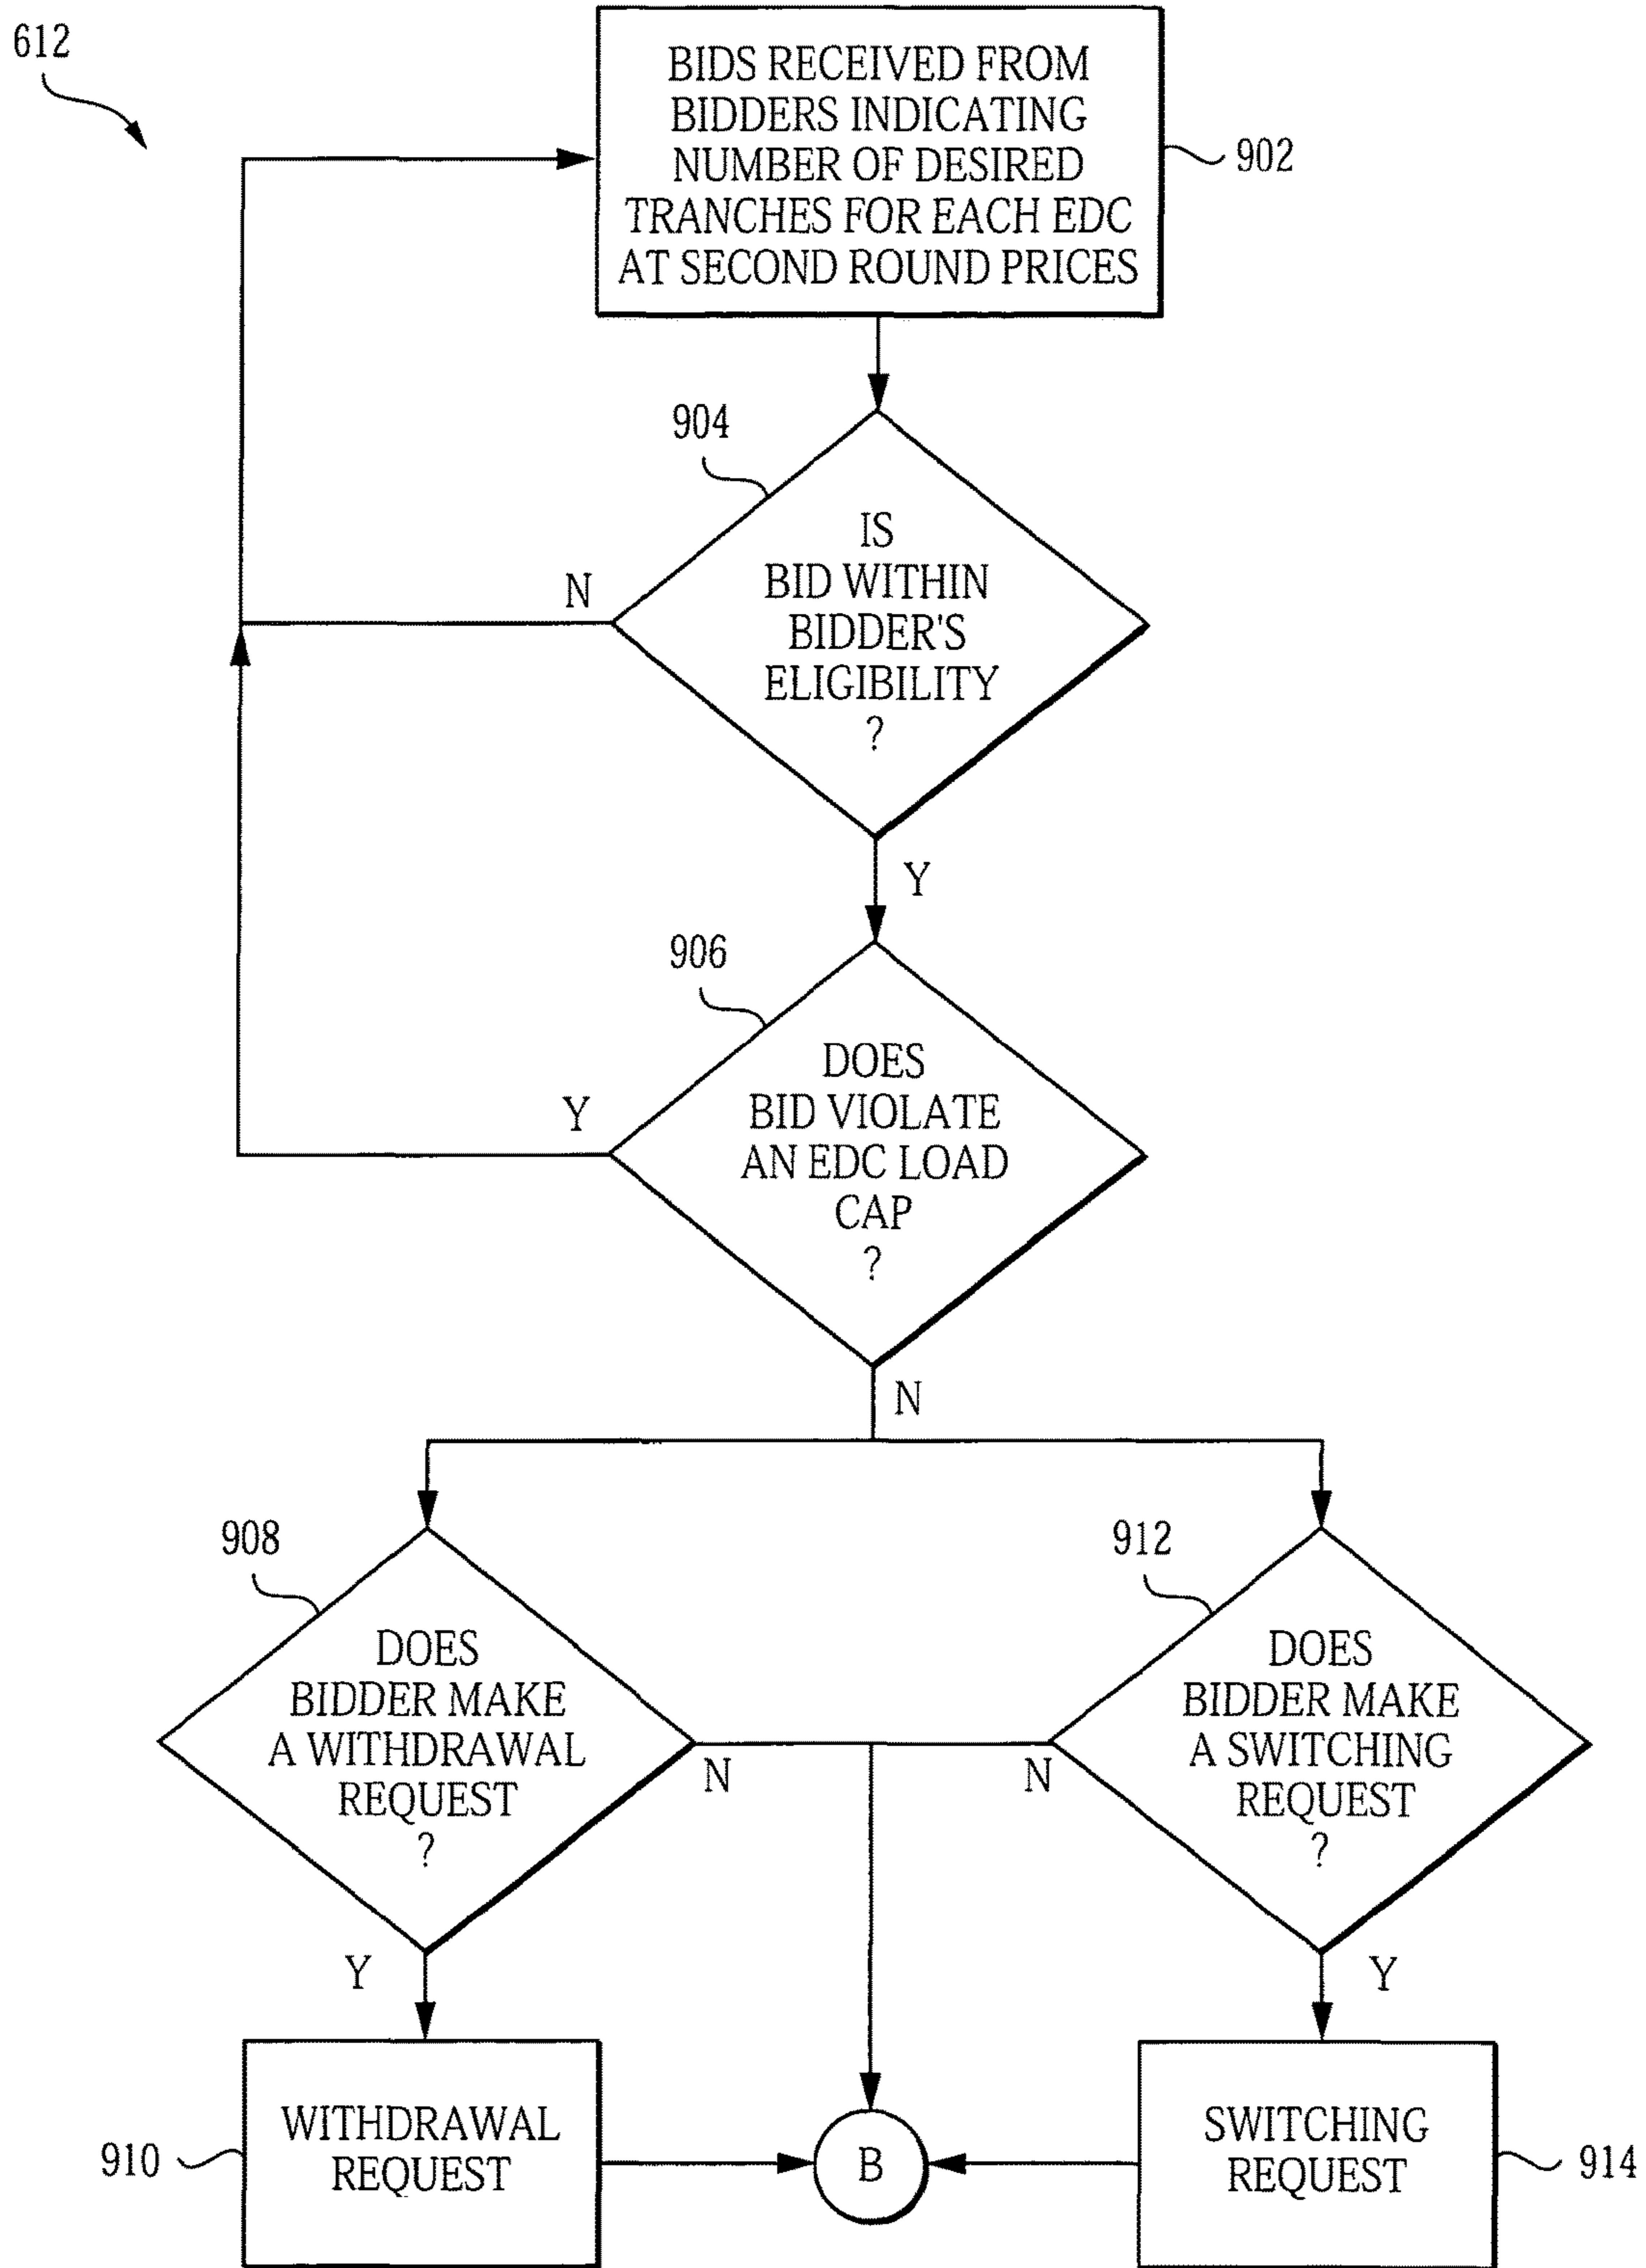 612
BIDS RECEIVED FROM
BIDDERS INDICATING
NUMBER OF DESIRED
TRANCHES FOR EACH EDC
AT SECOND ROUND PRICES
902
904
IS
BID WITHIN
BIDDER'S
ELIGIBILITY
?
N
Y
906
DOES
BID VIOLATE
AN EDC LOAD
CAP
?
Y
N
908
DOES
BIDDER MAKE
A WITHDRAWAL
REQUEST
?
N
Y
912
DOES
BIDDER MAKE
A SWITCHING
REQUEST
?
N
Y
WITHDRAWAL
REQUEST
910
B
SWITCHING
REQUEST
914